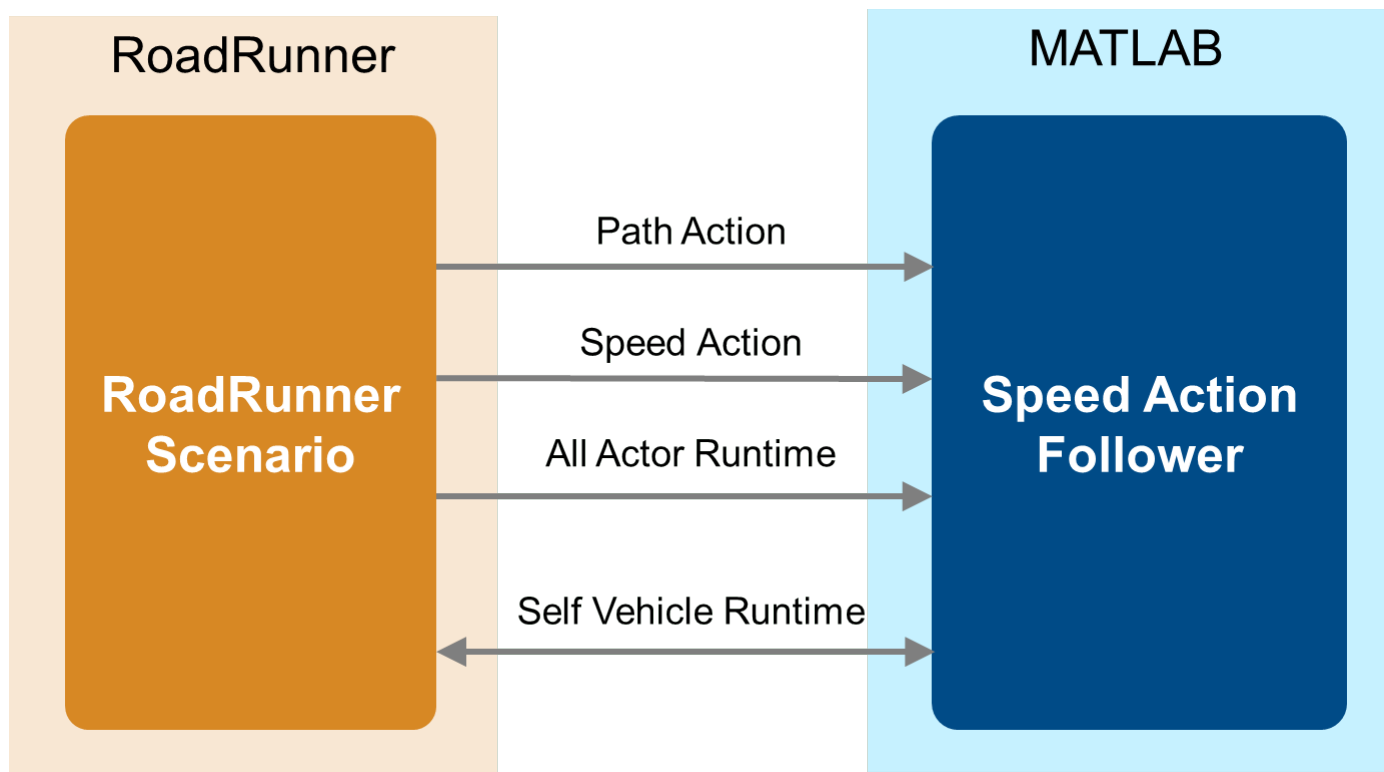 RoadRunner
MATLAB
Path Action
Speed Action
RoadRunner
Scenario
All Actor Runtime
Speed Action
Follower
Self Vehicle Runtime